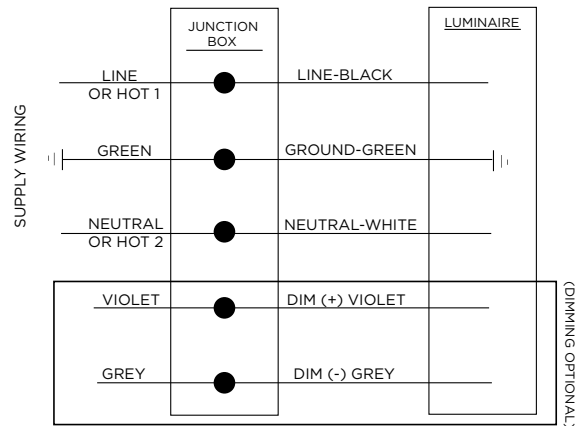 JUNCTION
BOX
LUMINAIRE
SUPPLY WIRING
LINE
OR HOT 1
LINE-BLACK
GREEN
GROUND-GREEN
NEUTRAL
OR HOT 2
NEUTRAL-WHITE
VIOLET
DIM (+) VIOLET
GREY
DIM (-) GREY
(DIMMING OPTIONAL)